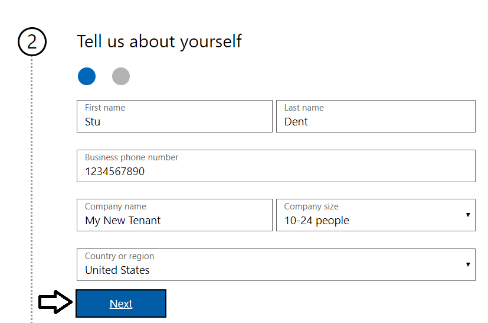 2
Tell us about yourself
First name
Stu
Last name
Dent
Business phone number
1234567890
Company name
My New Tenant
Company size
10-24 people
Country or region
United States
Next